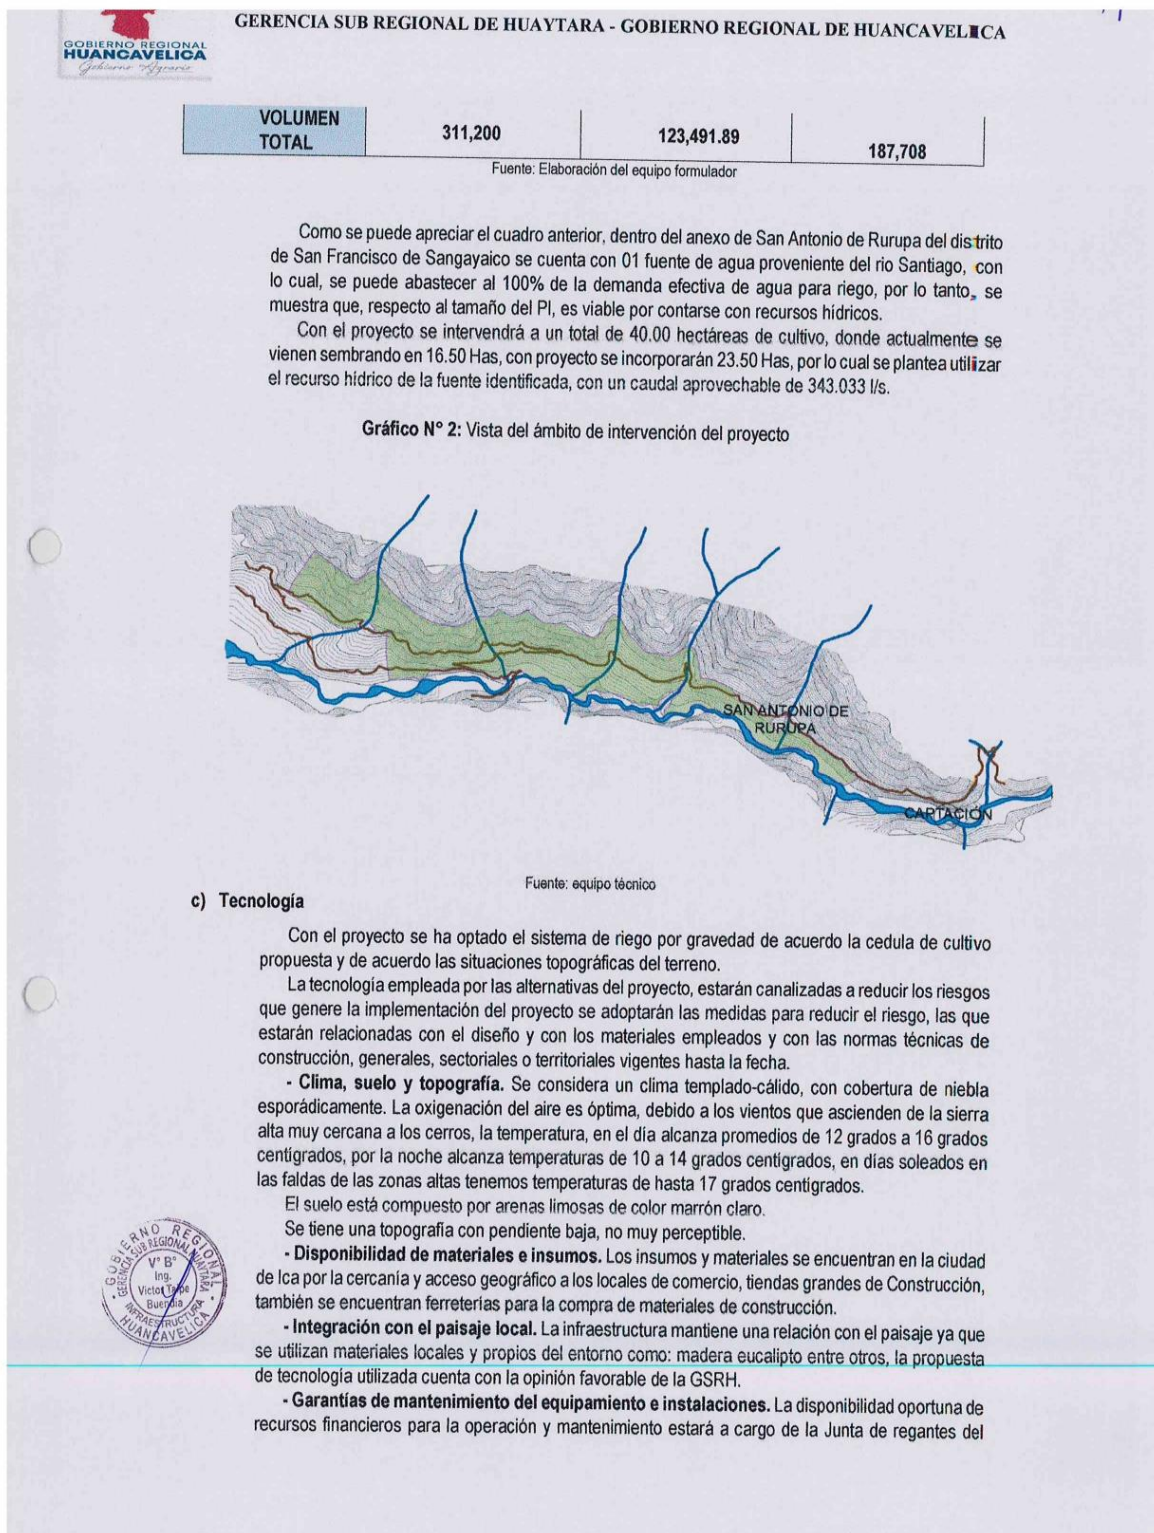 GERENCIA SUB REGIONAL DE HUAYTARA - GOBIERNO REGIONAL DE HUANCAVELICA
GOBIERNO REGIONAL
HUANCAVELICA
Gobierno Agrario
VOLUMEN
TOTAL
311,200
123,491.89
187,708
Fuente: Elaboración del equipo formulador
Como se puede apreciar el cuadro anterior, dentro del anexo de San Antonio de Rurupa del distrito
de San Francisco de Sangayaico se cuenta con 01 fuente de agua proveniente del rio Santiago, con
lo cual, se puede abastecer al 100% de la demanda efectiva de agua para riego, por lo tanto, se
muestra que, respecto al tamaño del PI, es viable por contarse con recursos hídricos.
Con el proyecto se intervendrá a un total de 40.00 hectáreas de cultivo, donde actualmente se
vienen sembrando en 16.50 Has, con proyecto se incorporarán 23.50 Has, por lo cual se plantea utilizar
el recurso hídrico de la fuente identificada, con un caudal aprovechable de 343.033 l/s.
Gráfico N° 2: Vista del ámbito de intervención del proyecto
SAN ANTONIO DE
RURUPA
CAPTACIÓN
Fuente: equipo técnico
c) Tecnología
Con el proyecto se ha optado el sistema de riego por gravedad de acuerdo la cedula de cultivo
propuesta y de acuerdo las situaciones topográficas del terreno.
La tecnología empleada por las alternativas del proyecto, estarán canalizadas a reducir los riesgos
que genere la implementación del proyecto se adoptarán las medidas para reducir el riesgo, las que
estarán relacionadas con el diseño y con los materiales empleados y con las normas técnicas de
construcción, generales, sectoriales o territoriales vigentes hasta la fecha.
- Clima, suelo y topografía. Se considera un clima templado-cálido, con cobertura de niebla
esporádicamente. La oxigenación del aire es óptima, debido a los vientos que ascienden de la sierra
alta muy cercana a los cerros, la temperatura, en el día alcanza promedios de 12 grados a 16 grados
centígrados, por la noche alcanza temperaturas de 10 a 14 grados centigrados, en días soleados en
las faldas de las zonas altas tenemos temperaturas de hasta 17 grados centígrados.
El suelo está compuesto por arenas limosas de color marrón claro.
Se tiene una topografía con pendiente baja, no muy perceptible.
- Disponibilidad de materiales e insumos. Los insumos y materiales se encuentran en la ciudad
de Ica por la cercanía y acceso geográfico a los locales de comercio, tiendas grandes de Construcción,
también se encuentran ferreterías para la compra de materiales de construcción.
- Integración con el paisaje local. La infraestructura mantiene una relación con el paisaje ya que
se utilizan materiales locales y propios del entorno como: madera eucalipto entre otros, la propuesta
de tecnología utilizada cuenta con la opinión favorable de la GSRH.
- Garantías de mantenimiento del equipamiento e instalaciones. La disponibilidad oportuna de
recursos financieros para la operación y mantenimiento estará a cargo de la Junta de regantes del
GOBIERNO REGIONAL
GERENCIA SUB REGIONAL HUAYTARA
V° B°
Ing.
Victor Taipe
Buendia
INFRAESTRUCTURA
HUANCAVELICA